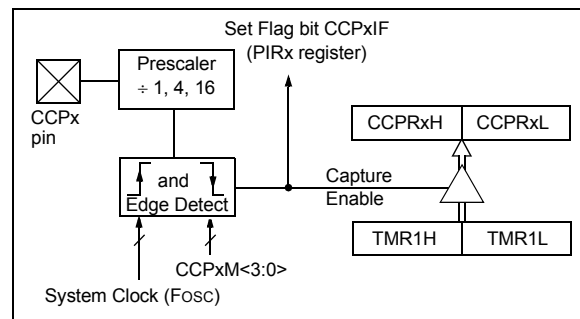 Set Flag bit CCPxIF
(PIRx register)
Prescaler
÷ 1, 4, 16
CCPx
pin
CCPRxH CCPRxL
and
Edge Detect
Capture
Enable
TMR1H TMR1L
CCPxM<3:0>
System Clock (FOSC)